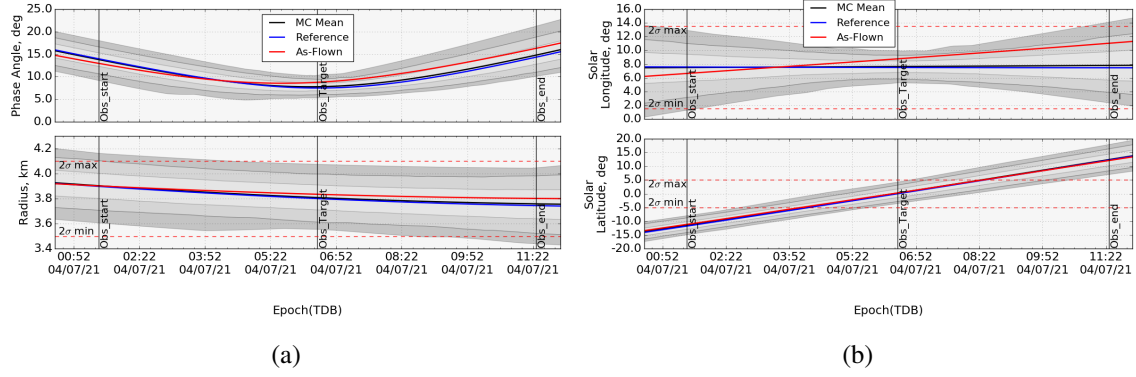 25.0
20.0
15.0
10.0
5.0
0.0
Phase Angle, deg
MC Mean
Reference
As-Flown
Obs_start
Obs_Target
Obs_end
4.2
4.0
3.8
3.6
3.4
Radius, km
2σ max
2σ min
Obs_start
Obs_Target
Obs_end
00:52 02:22 03:52 05:22 06:52 08:22 09:52 11:22
04/07/21 04/07/21 04/07/21 04/07/21 04/07/21 04/07/21 04/07/21 04/07/21
Epoch(TDB)
(a)
16.0
14.0
12.0
10.0
8.0
6.0
4.0
2.0
0.0
Solar
Longitude, deg
2σ max
2σ min
MC Mean
Reference
As-Flown
Obs_start
Obs_Target
Obs_end
20.0
15.0
10.0
5.0
0.0
-5.0
-10.0
-15.0
-20.0
Solar
Latitude, deg
2σ max
2σ min
Obs_start
Obs_Target
Obs_end
00:52 02:22 03:52 05:22 06:52 08:22 09:52 11:22
04/07/21 04/07/21 04/07/21 04/07/21 04/07/21 04/07/21 04/07/21 04/07/21
Epoch(TDB)
(b)